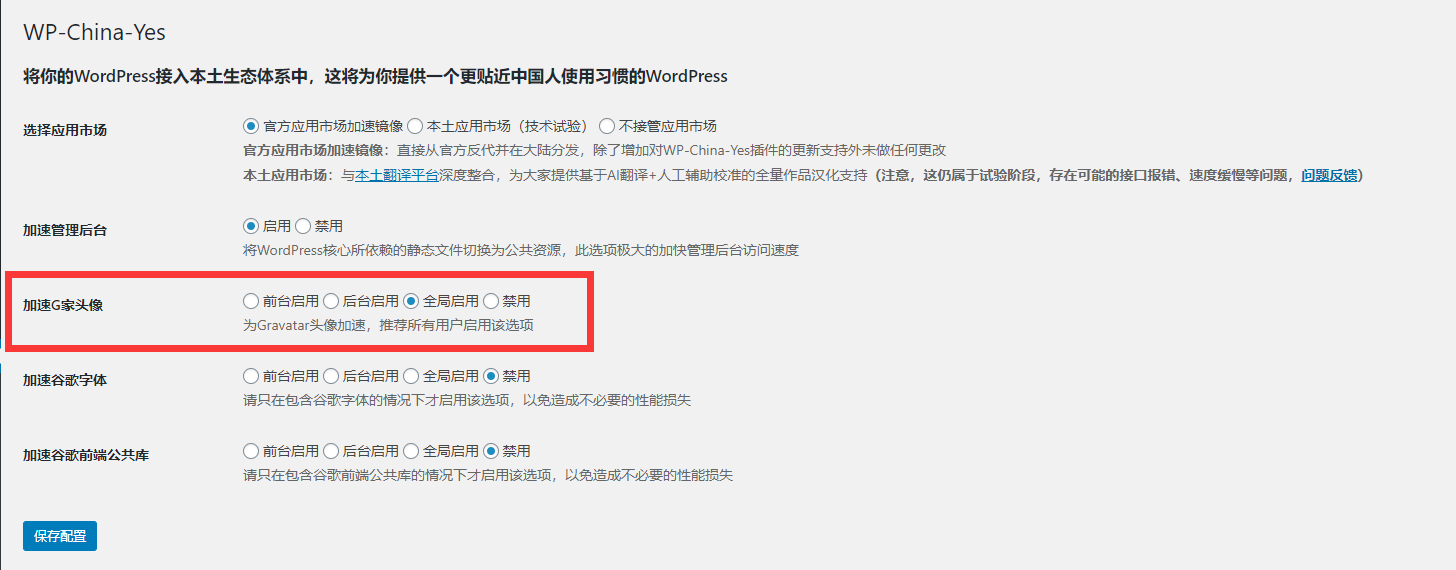 WP-China-Yes
将你的WordPress接入本土生态体系中，这将为你提供一个更贴近中国人使用习惯的WordPress
选择应用市场 官方应用市场加速镜像 本土应用市场（技术试验） 不接管应用市场
官方应用市场加速镜像：直接从官方反代并在大陆分发，除了增加对WP-China-Yes插件的更新支持外未做任何更改
本土应用市场：与本土翻译平台深度整合，为大家提供基于AI翻译+人工辅助校准的全量作品汉化支持（注意，这仍属于试验阶段，存在可能的接口报错、速度缓慢等问题，问题反馈）
加速管理后台 启用 禁用
将WordPress核心所依赖的静态文件切换为公共资源，此选项极大的加快管理后台访问速度
加速G家头像 前台启用 后台启用 全局启用 禁用
为Gravatar头像加速，推荐所有用户启用该选项
加速谷歌字体 前台启用 后台启用 全局启用 禁用
请只在包含谷歌字体的情况下才启用该选项，以免造成不必要的性能损失
加速谷歌前端公共库 前台启用 后台启用 全局启用 禁用
请只在包含谷歌前端公共库的情况下才启用该选项，以免造成不必要的性能损失
保存配置